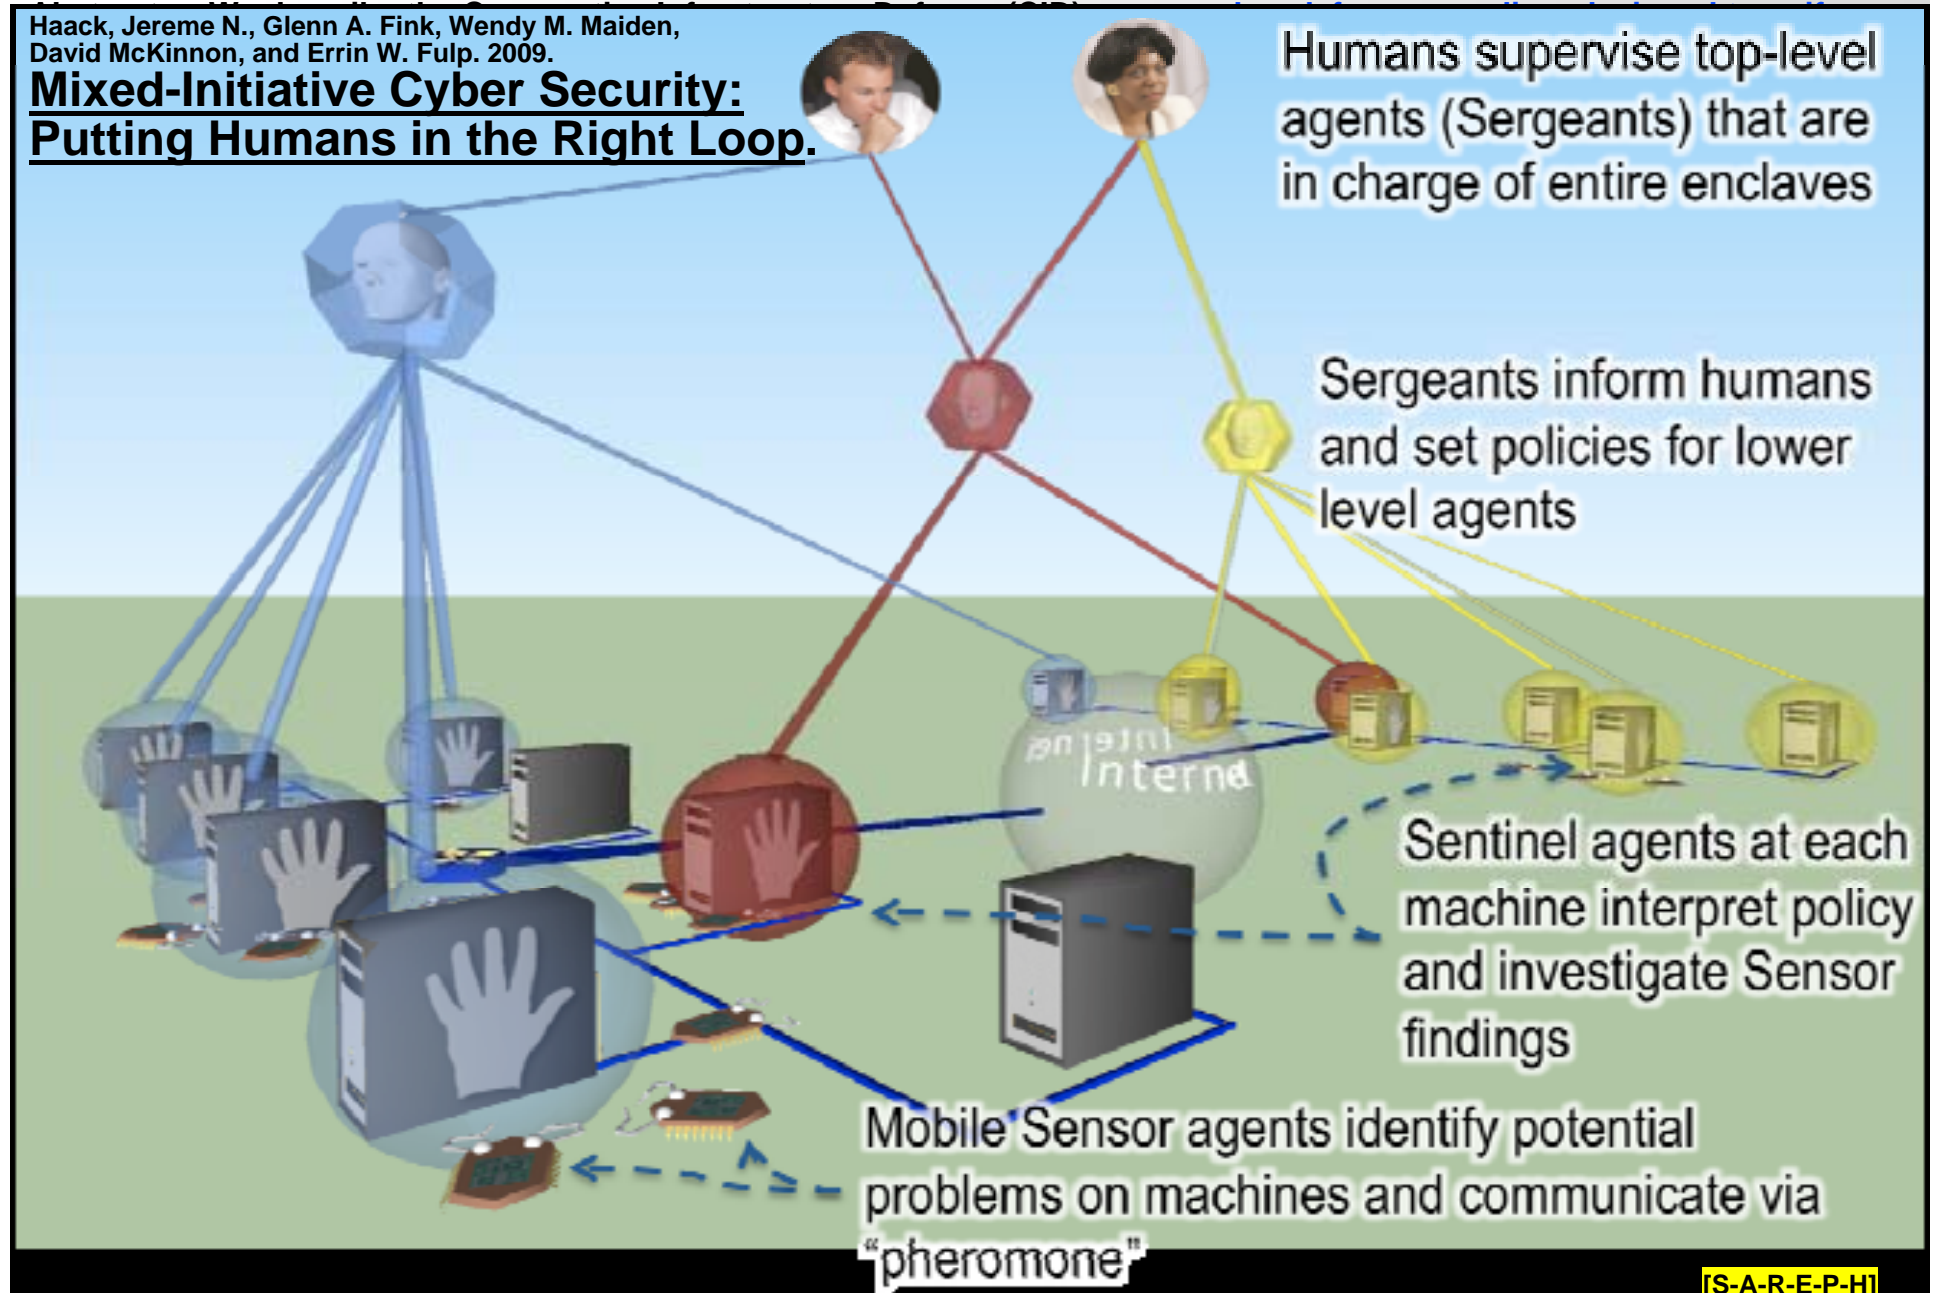 Haack, Jereme N., Glenn A. Fink, Wendy M. Maiden,
David McKinnon, and Errin W. Fulp. 2009.
Mixed-Initiative Cyber Security:
Putting Humans in the Right Loop.
Humans supervise top-level
agents (Sergeants) that are
in charge of entire enclaves
Sergeants inform humans
and set policies for lower
level agents
Sentinel agents at each
machine interpret policy
and investigate Sensor
findings
Mobile Sensor agents identify potential
problems on machines and communicate via
“pheromone”
[S-A-R-E-P-H]